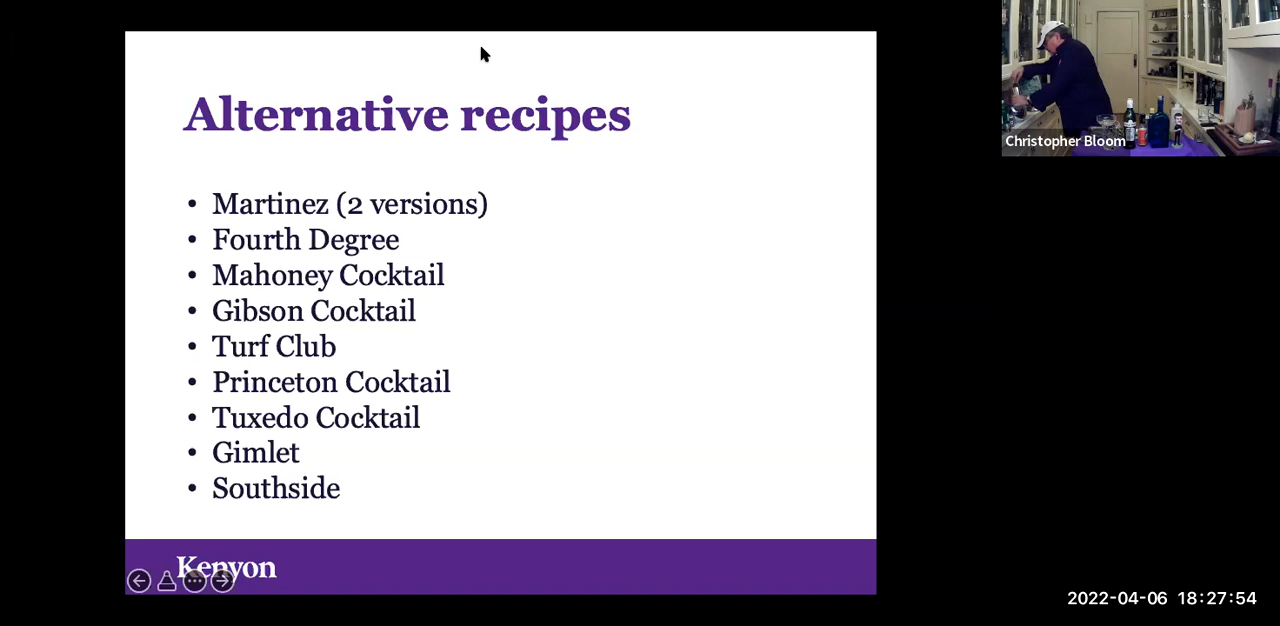 Alternative recipes
• Martinez (2 versions)
• Fourth Degree
• Mahoney Cocktail
• Gibson Cocktail
• Turf Club
• Princeton Cocktail
• Tuxedo Cocktail
• Gimlet
• Southside
Kenyon
Christopher Bloom
2022-04-06 18:27:54